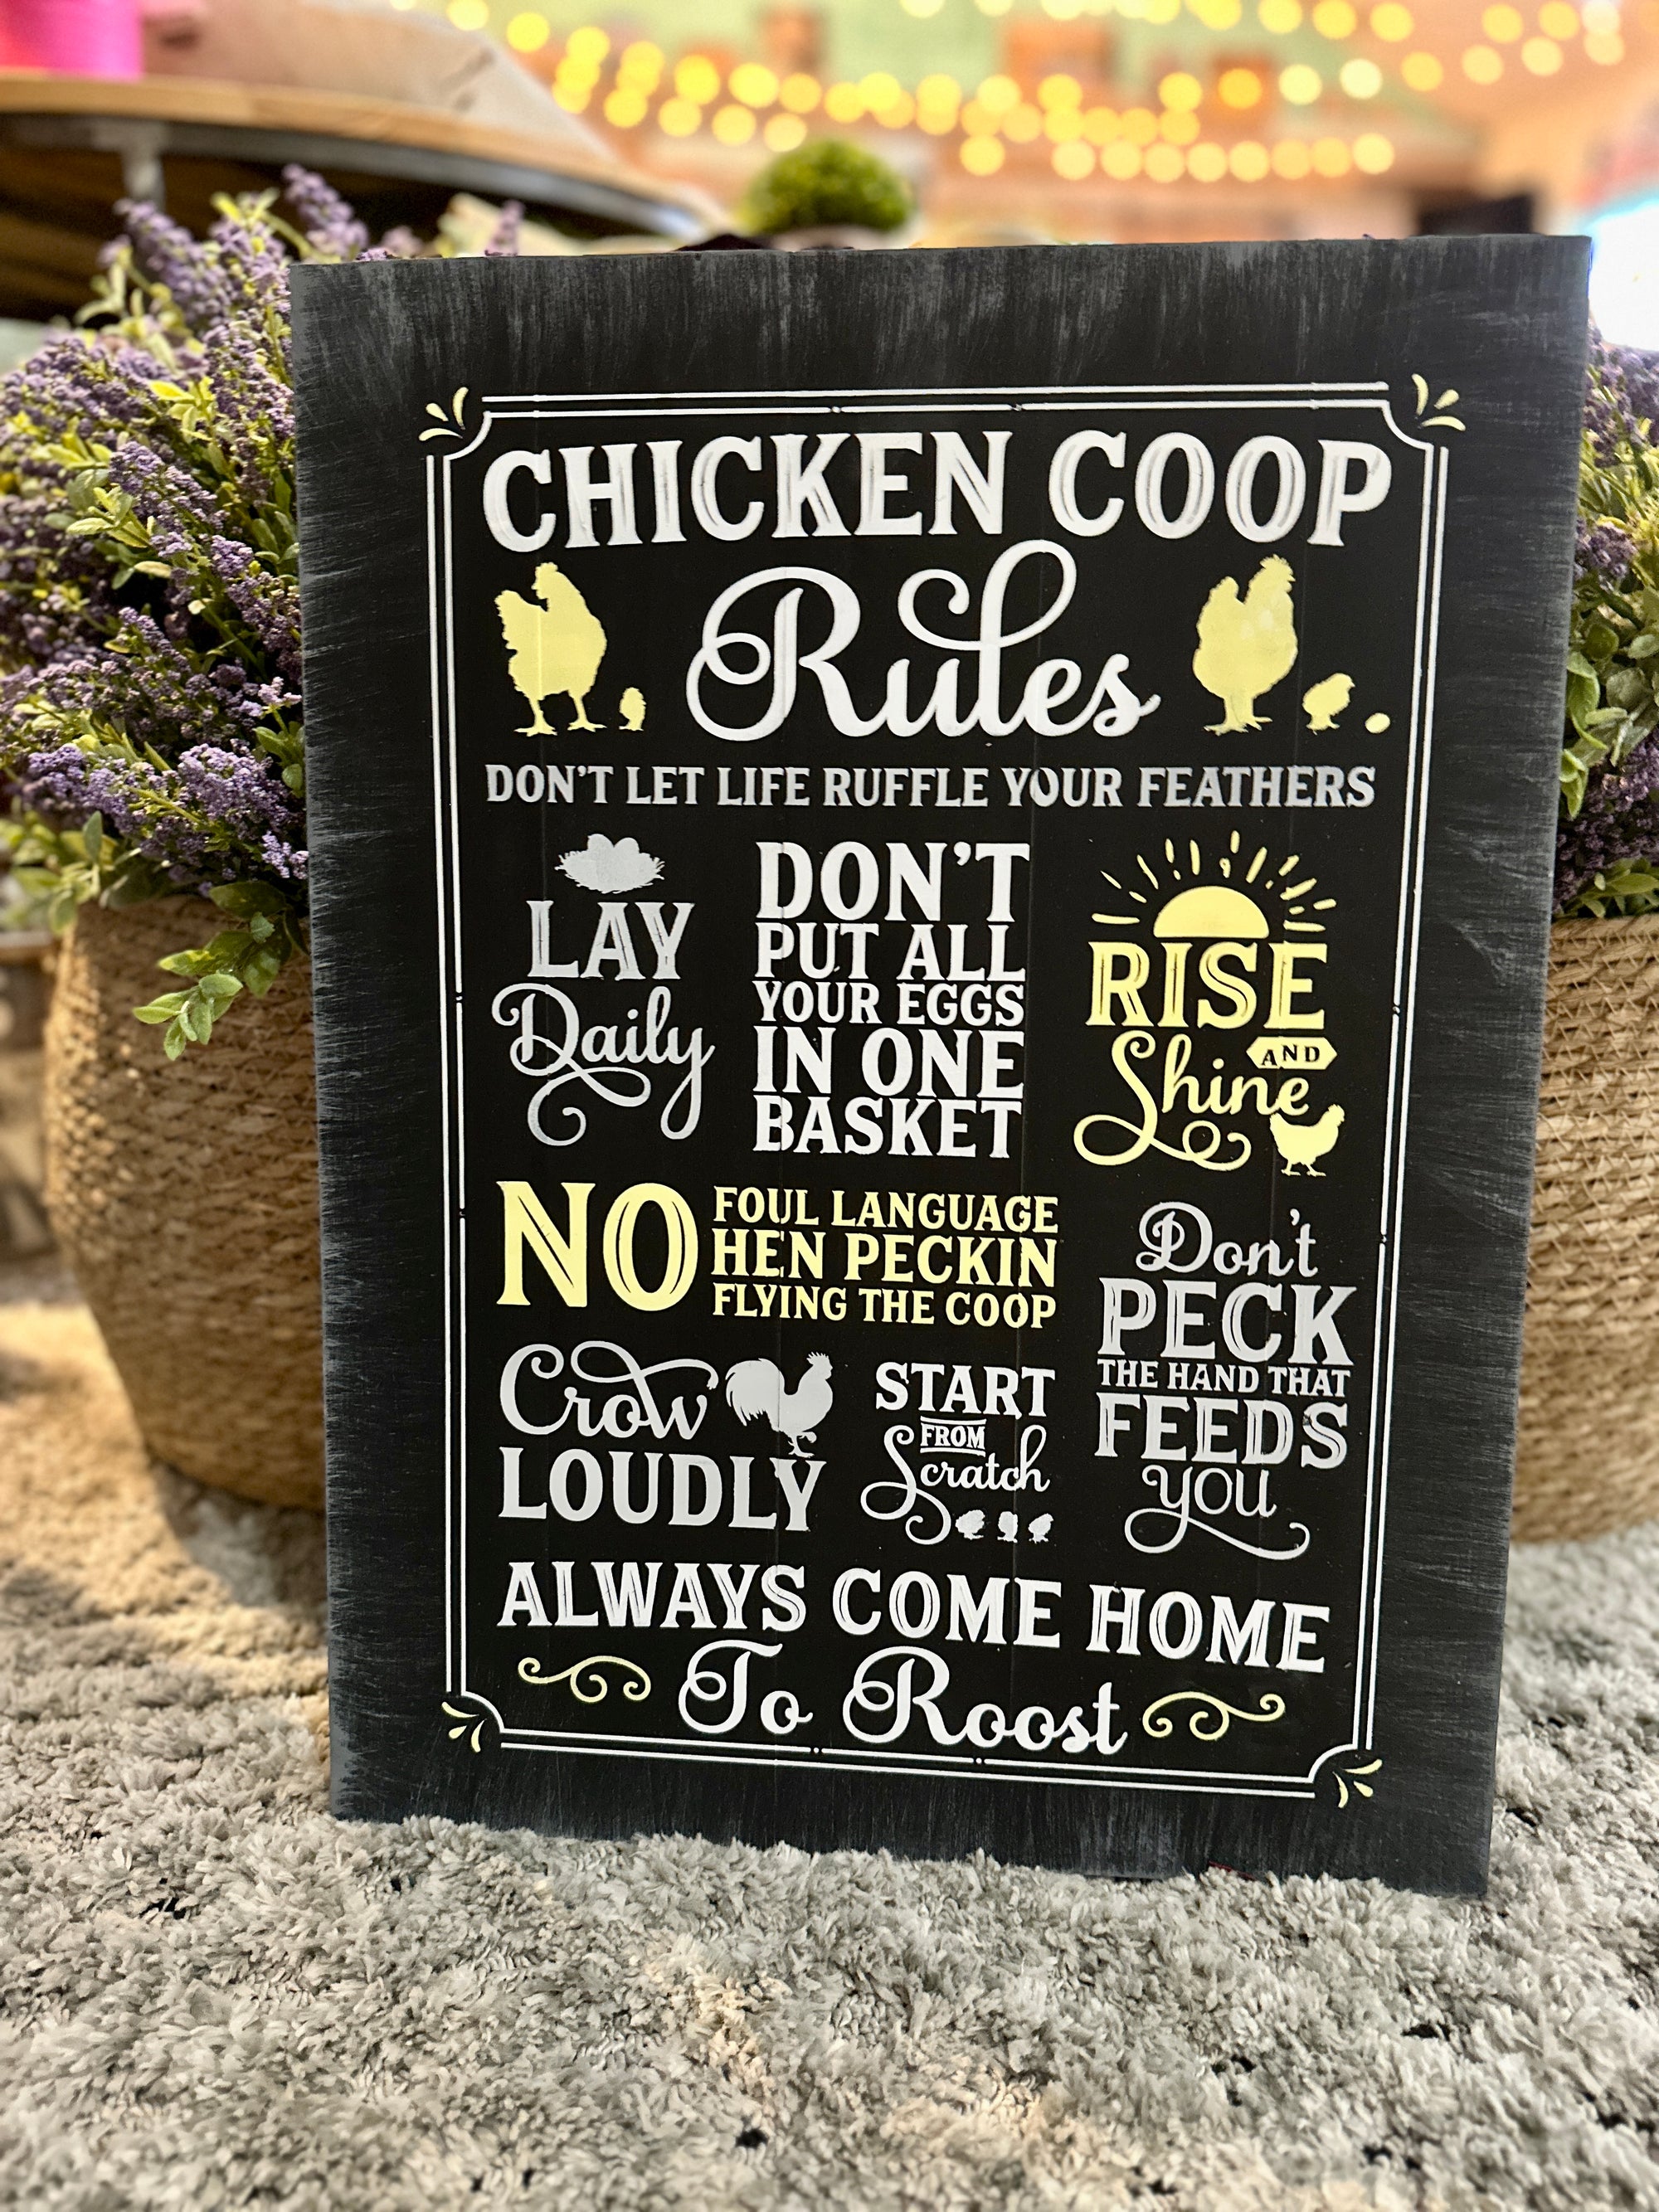 CHICKEN COOP
Rules
DON'T LET LIFE RUFFLE YOUR FEATHERS
LAY
Daily
DON'T
PUT ALL
YOUR EGGS
IN ONE
BASKET
RISE
AND
Shine
NO
FOUL LANGUAGE
HEN PECKIN
FLYING THE COOP
Don't
PECK
THE HAND THAT
FEEDS
you
Crow
LOUDLY
START
FROM
Scratch
ALWAYS COME HOME
To Roost